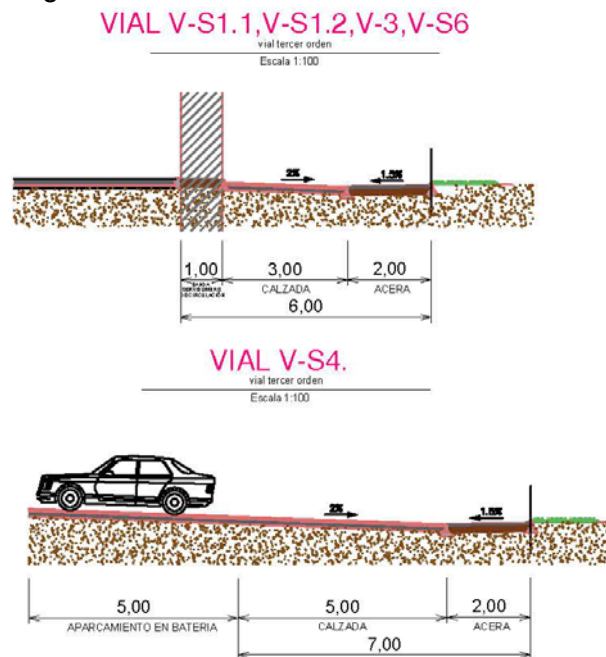 VIAL V-S1.1,V-S1.2,V-3,V-S6
vial tercer orden
Escala 1:100
2%
1.5%
1,00
3,00
2,00
CALZADA
ACERA
6,00
VIAL V-S4.
vial tercer orden
Escala 1:100
2%
1.5%
5,00
5,00
2,00
APARCAMIENTO EN BATERIA
CALZADA
ACERA
7,00